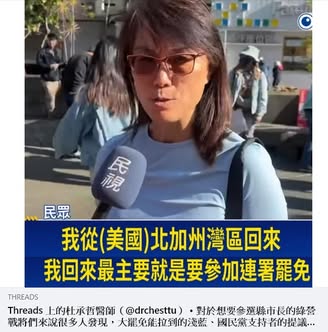 民視
民眾
我從(美國)北加州灣區回來
我回來最主要就是要參加連署罷免
THREADS
Threads 上的杜承哲醫師（@drchesttu）•對於想要參選縣市長的綠營
戰將們來說很多人發現，大罷免能拉到的淺藍、國民黨支持者的提議...